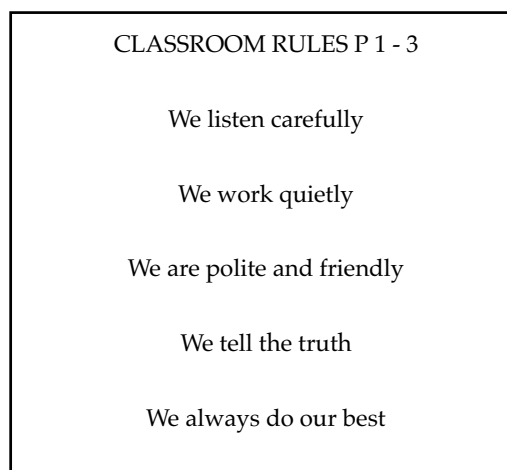 CLASSROOM RULES P 1 - 3
We listen carefully
We work quietly
We are polite and friendly
We tell the truth
We always do our best